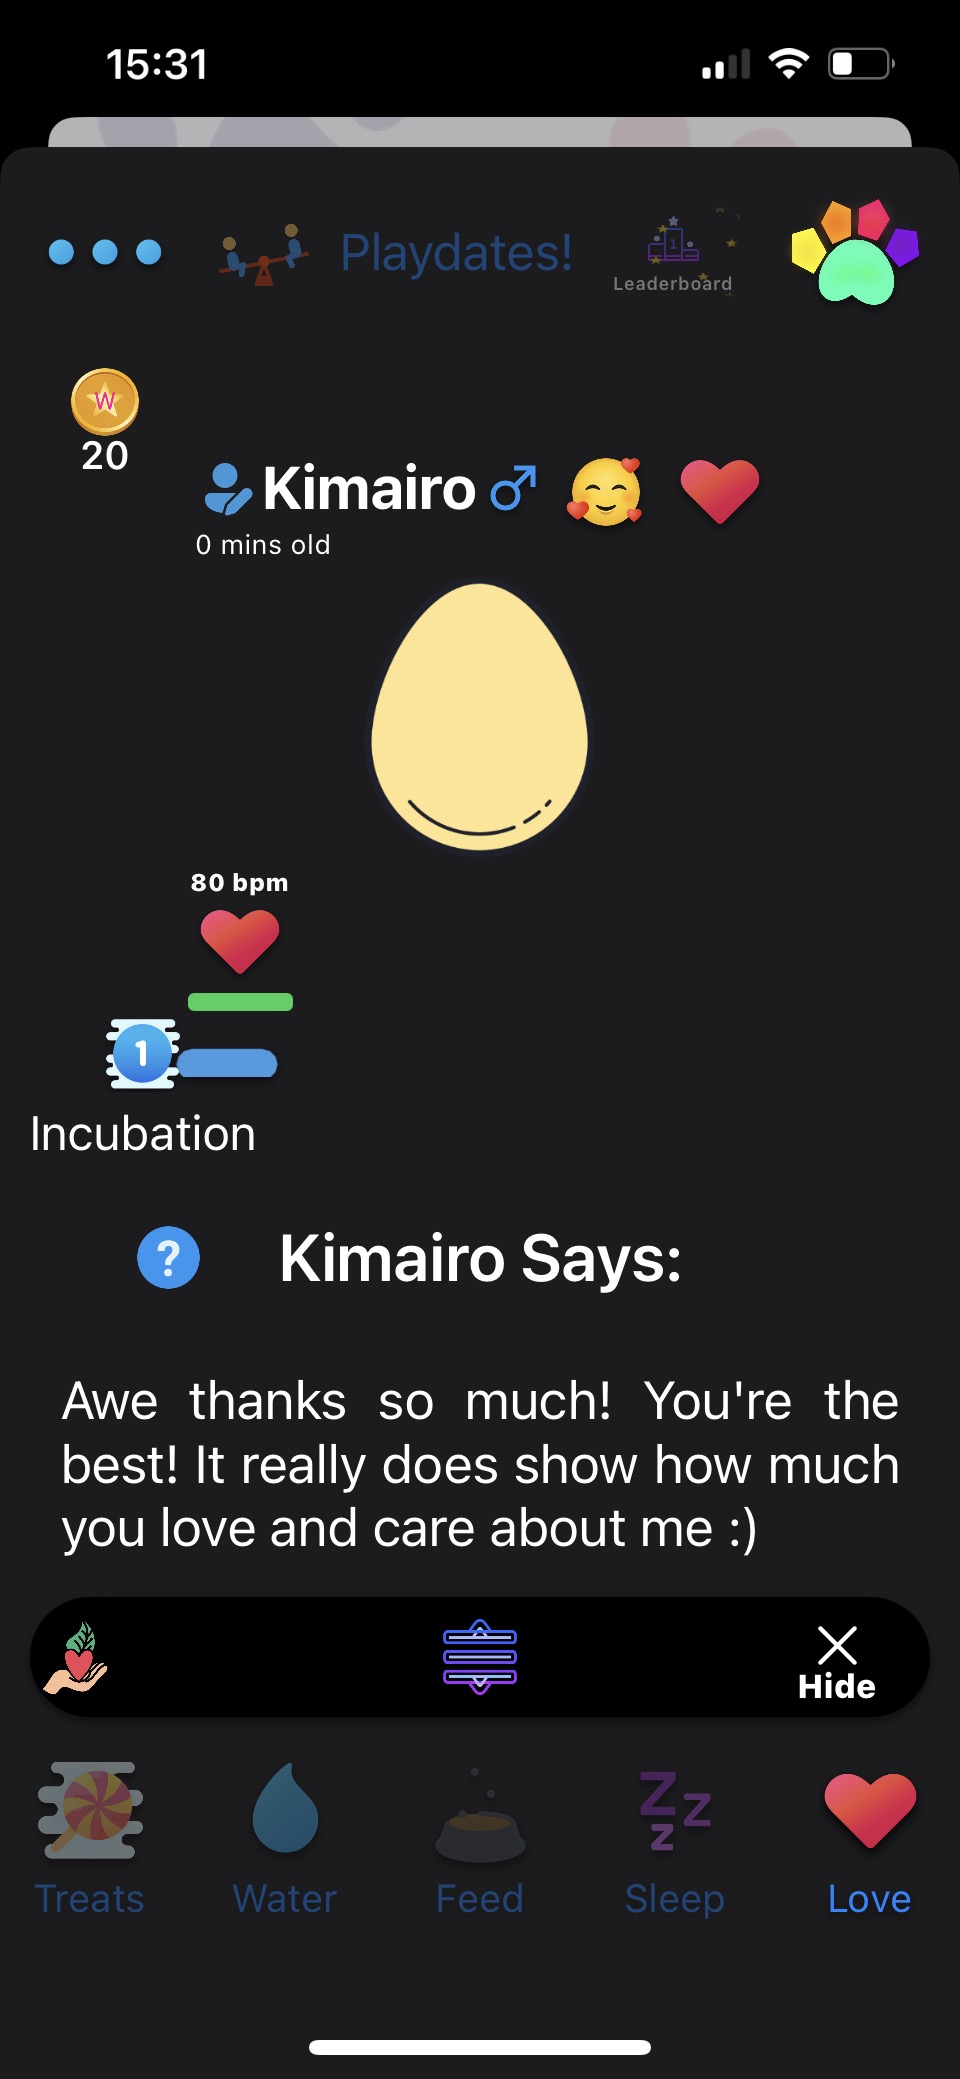 15:31
Playdates!
1
Leaderboard
W
20
Kimairo
0 mins old
80 bpm
1
Incubation
?
Kimairo Says:
Awe thanks so much! You're the
best! It really does show how much
you love and care about me :)
Hide
Z Z
Z
Treats
Water
Feed
Sleep
Love